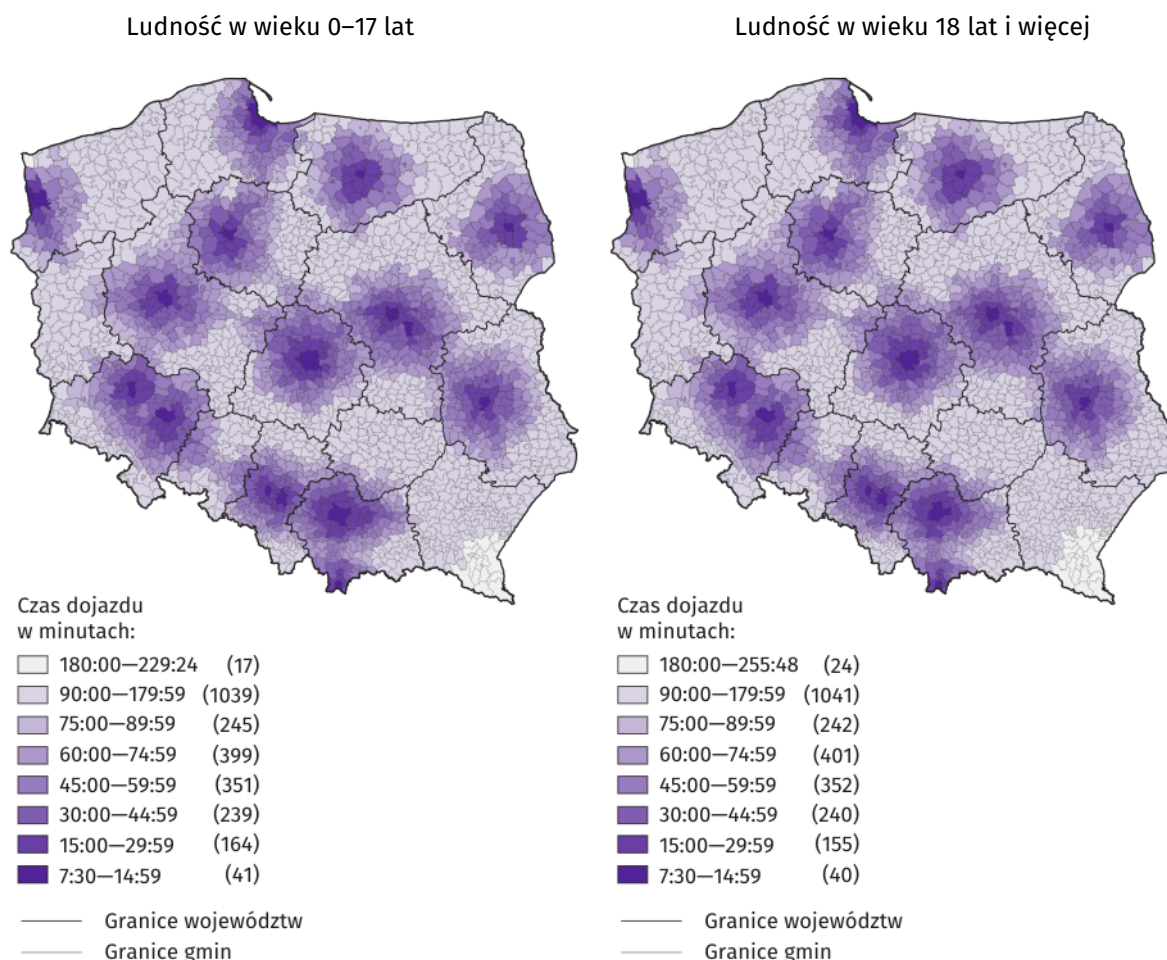 Ludność w wieku 0–17 lat
Czas dojazdu
w minutach:
180:00—229:24 (17)
90:00—179:59 (1039)
75:00—89:59 (245)
60:00—74:59 (399)
45:00—59:59 (351)
30:00—44:59 (239)
15:00—29:59 (164)
7:30—14:59 (41)
Granice województw
Granice gmin
Ludność w wieku 18 lat i więcej
Czas dojazdu
w minutach:
180:00—255:48 (24)
90:00—179:59 (1041)
75:00—89:59 (242)
60:00—74:59 (401)
45:00—59:59 (352)
30:00—44:59 (240)
15:00—29:59 (155)
7:30—14:59 (40)
Granice województw
Granice gmin